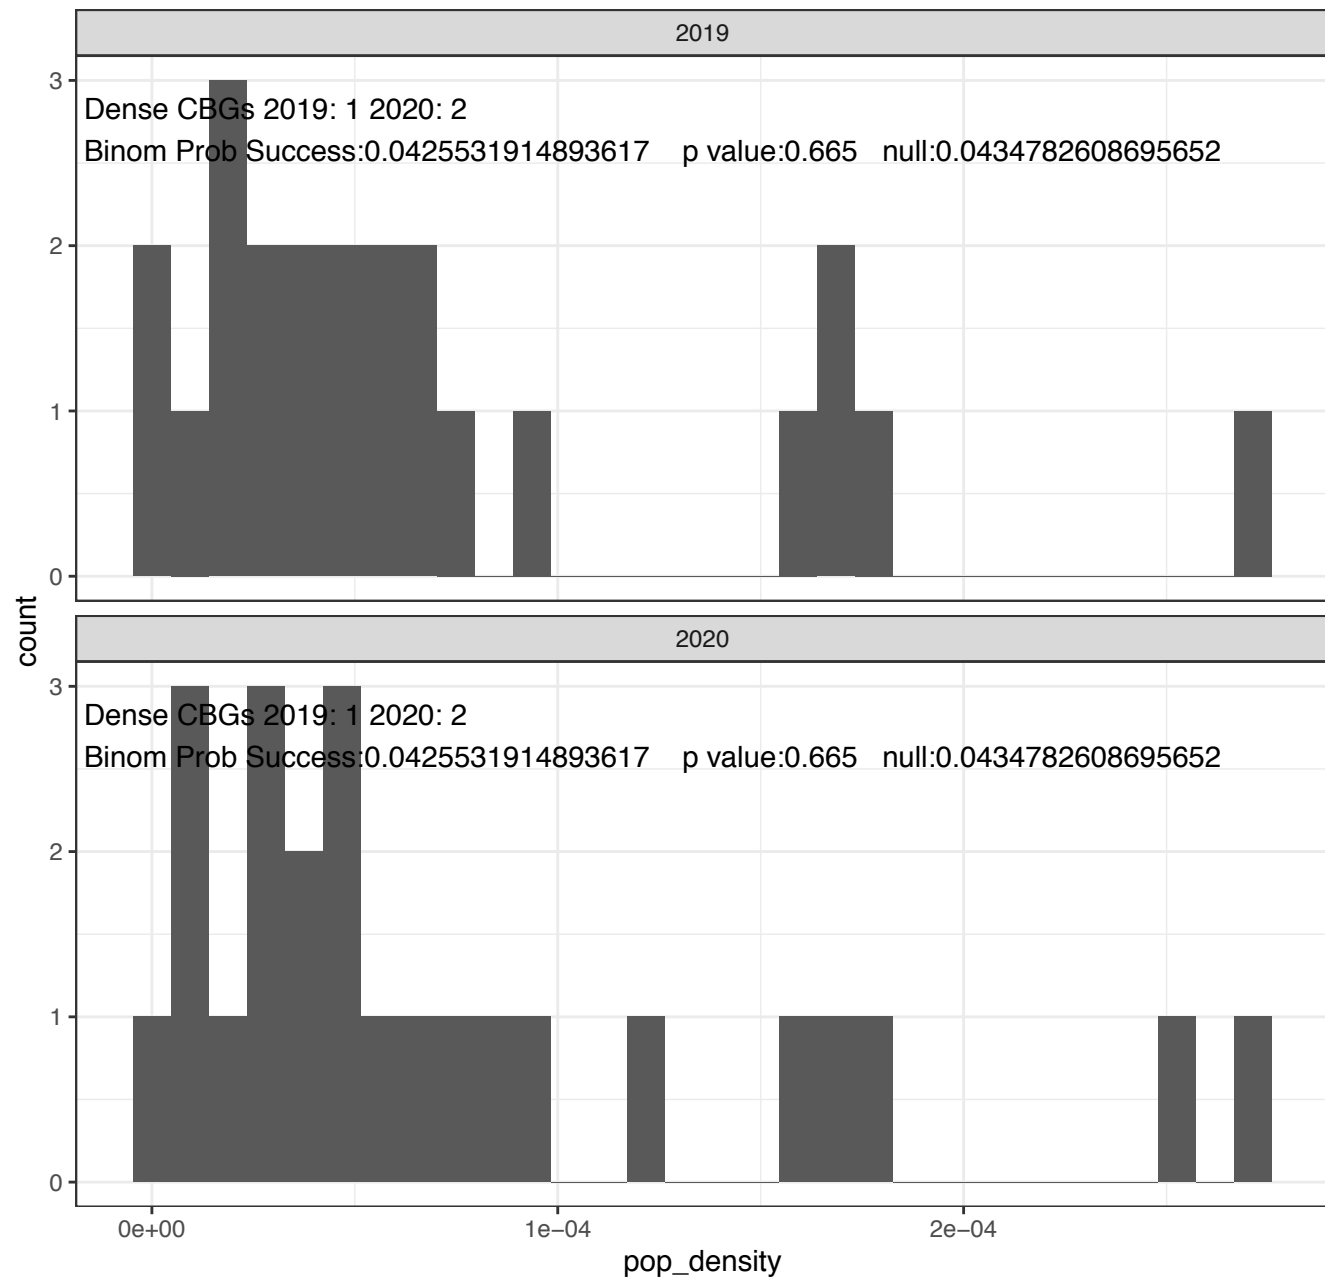 2019
3
Dense CBGs 2019: 1 2020: 2
Binom Prob Success:0.0425531914893617 p value:0.665 null:0.0434782608695652
2
1
0
count
2020
3
Dense CBGs 2019: 1 2020: 2
Binom Prob Success:0.0425531914893617 p value:0.665 null:0.0434782608695652
2
1
0
0e+00 1e−04 2e−04
pop_density